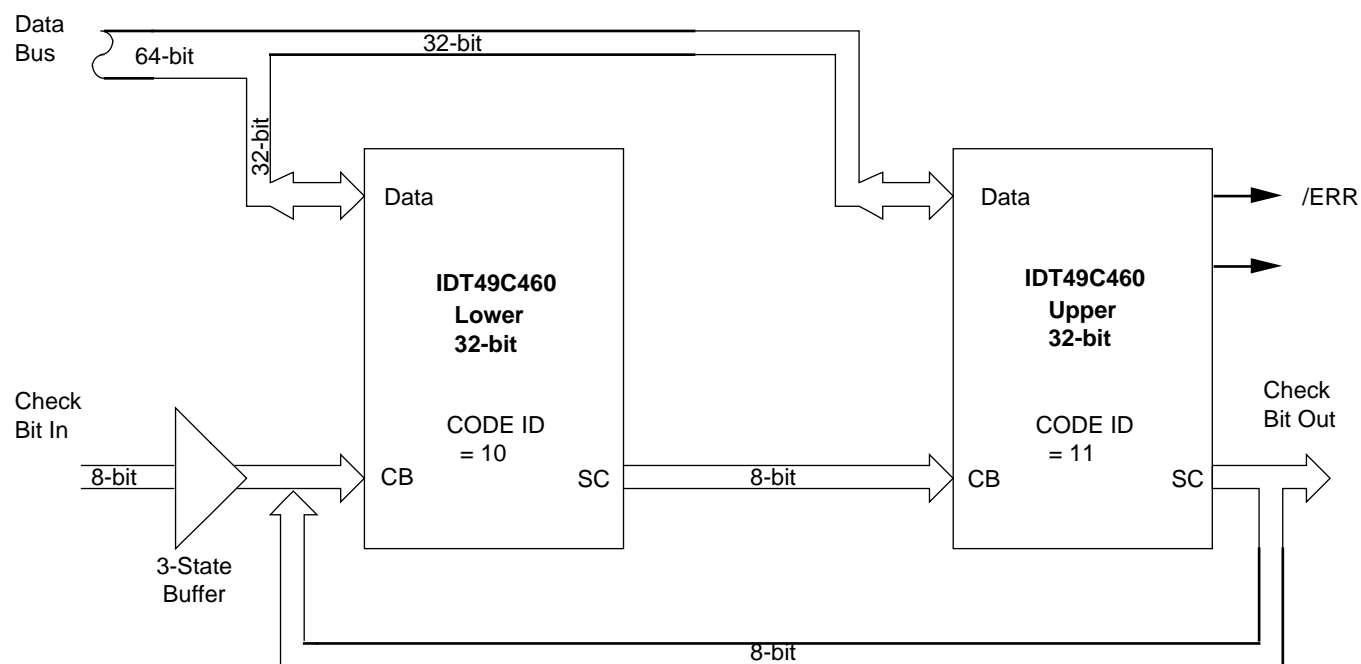 Data
Bus
64-bit
32-bit
32-bit
Data
IDT49C460
Lower
32-bit
CODE ID
= 10
CB
SC
Data
IDT49C460
Upper
32-bit
CODE ID
= 11
CB
SC
/ERR
Check
Bit In
8-bit
3-State
Buffer
8-bit
Check
Bit Out
8-bit